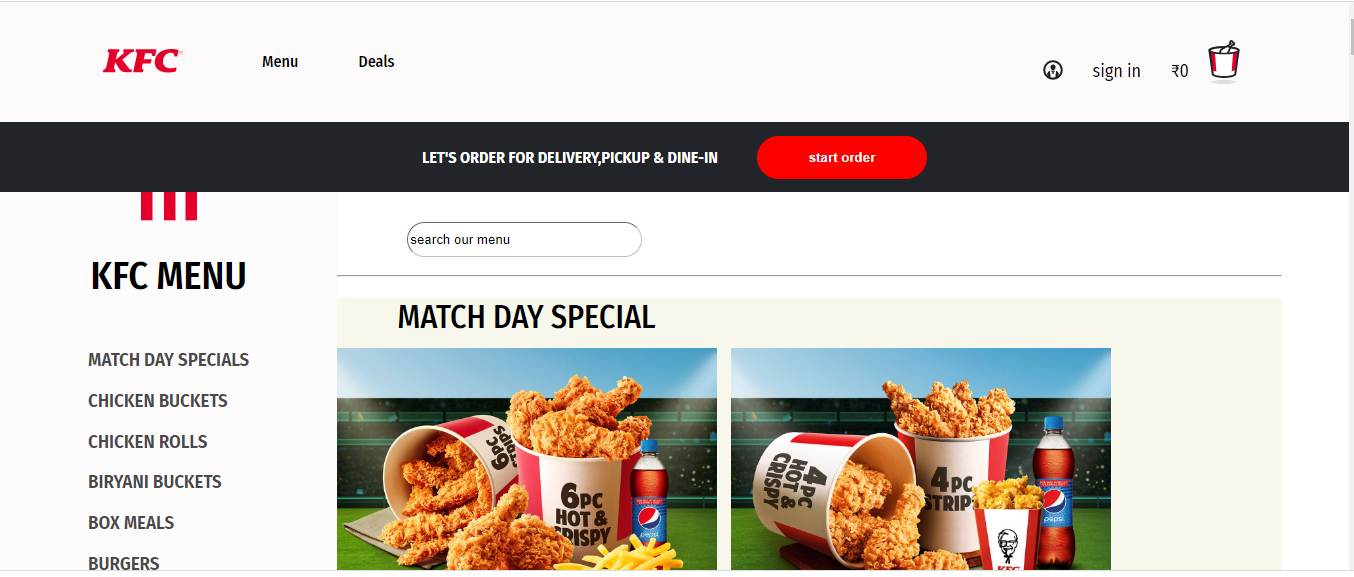 KFC
Menu
Deals
sign in
₹0
LET'S ORDER FOR DELIVERY,PICKUP & DINE-IN
start order
search our menu
KFC MENU
MATCH DAY SPECIALS
CHICKEN BUCKETS
CHICKEN ROLLS
BIRYANI BUCKETS
BOX MEALS
BURGERS
MATCH DAY SPECIAL
6PC
STRIPS
6PC
HOT &
CRISPY
pepsi
4PC
HOT &
CRISPY
4PC
STRIPS
pepsi
KFC